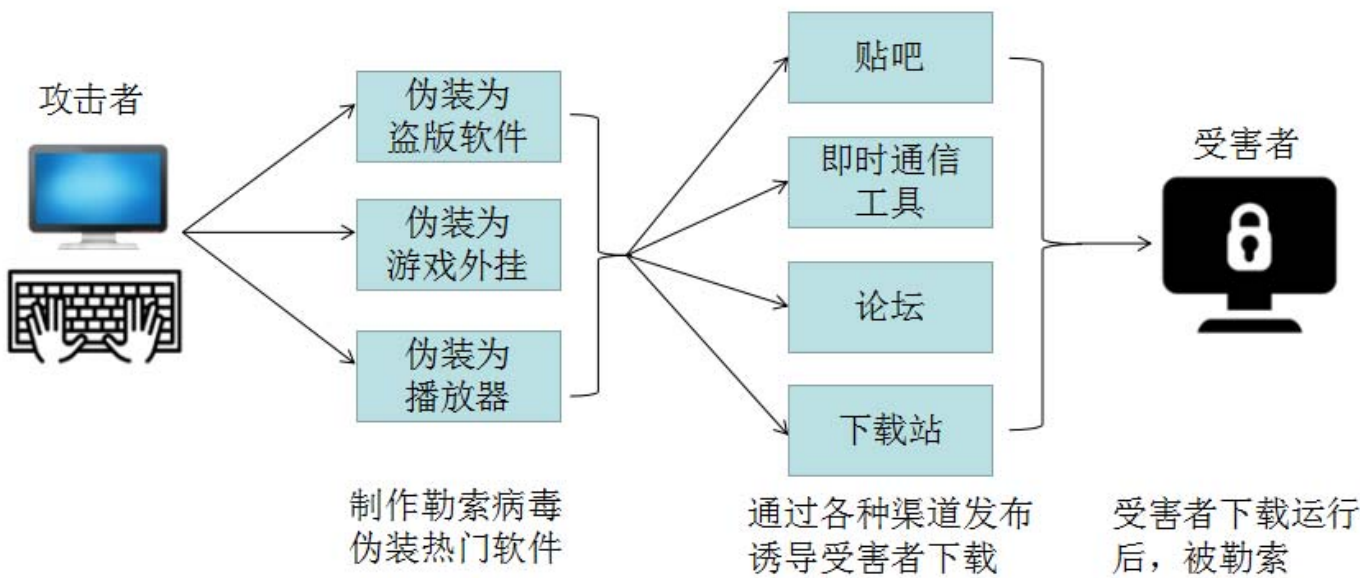 攻击者
伪装为
盗版软件
伪装为
游戏外挂
伪装为
播放器
制作勒索病毒
伪装热门软件
贴吧
即时通信
工具
论坛
下载站
通过各种渠道发布
诱导受害者下载
受害者
受害者下载运行
后，被勒索